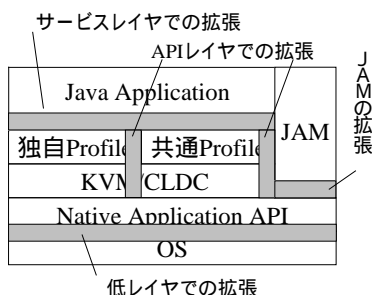 サービスレイヤでの拡張
APIレイヤでの拡張
JAMの拡張
Java Application
JAM
独自Profile
共通Profile
KVM/CLDC
Native Application API
OS
低レイヤでの拡張